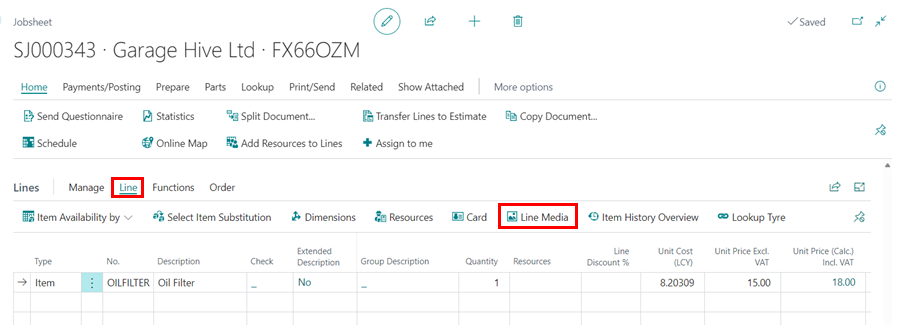 Jobsheet
Saved
SJ000343 · Garage Hive Ltd · FX66OZM
Home Payments/Posting Prepare Parts Lookup Print/Send Related Show Attached More options
Send Questionnaire Statistics Split Document... Transfer Lines to Estimate Copy Document...
Schedule Online Map Add Resources to Lines Assign to me
Lines Manage Line Functions Order
Item Availability by Select Item Substitution Dimensions Resources Card Line Media Item History Overview Lookup Tyre
Type No. Description Check Extended Description Group Description Quantity Resources Line Discount % Unit Cost (LCY) Unit Price Excl. VAT Unit Price (Calc.) Incl. VAT
Item OILFILTER Oil Filter _ No _ 1 8.20309 15.00 18.00